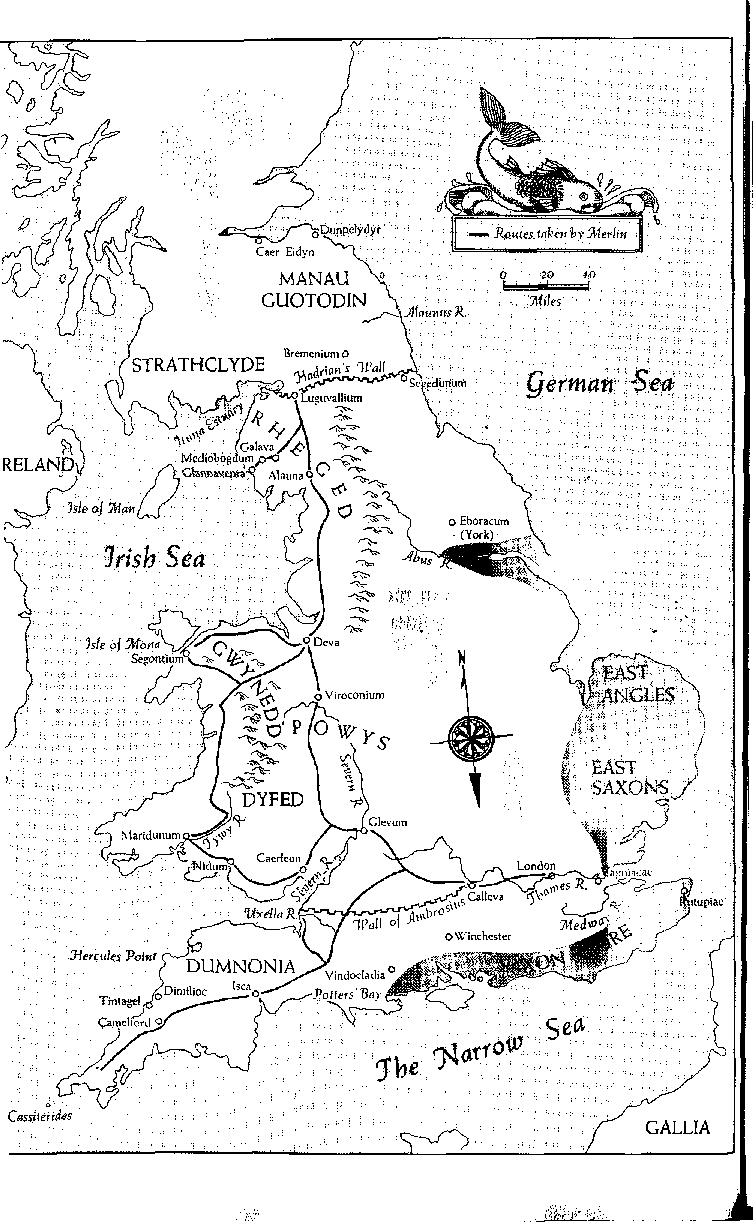 Dunpelydyr
Caer Eidyn
Routes taken by Merlin
MANAU
GUOTODIN
0 20 40
Miles
Alaunus R.
Bremenium
STRATHCLYDE
Hadrian's Wall
Segedunum
German Sea
Luguvallium
Ituna Estuary
RHEGED
Galava
Mediobogdum
Glannaventa
RELAND
Alauna
Isle of Man
Eboracum
(York)
Irish Sea
Abus R.
Isle of Mona
Segontium
Deva
GWYNEDD
N
EAST
ANGLES
Viroconium
POWYS
Severn R.
EAST
SAXONS
DYFED
Maridunum
Tywy R.
Glevum
Nidum
Caerleon
Severn R.
London
Thames R.
Calleva
Rutupiae
Uxella R.
Wall of Ambrosius
Medway R.
Winchester
Hercules Point
DUMNONIA
Vindocladia
Isca
Potters' Bay
Dimilioc
Tintagel
Camelford
The Narrow Sea
Cassiterides
GALLIA